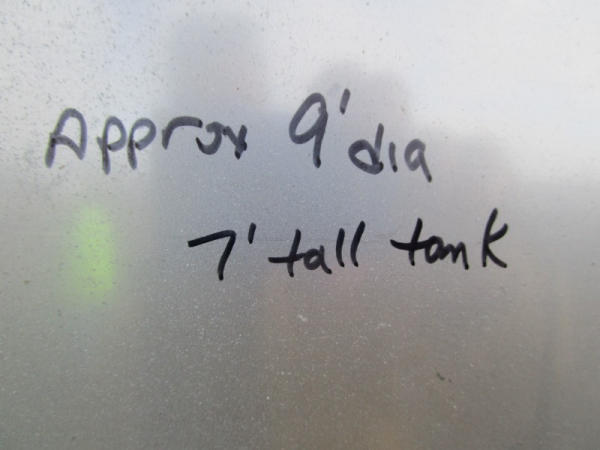 Approx 9' dia
7' tall tank